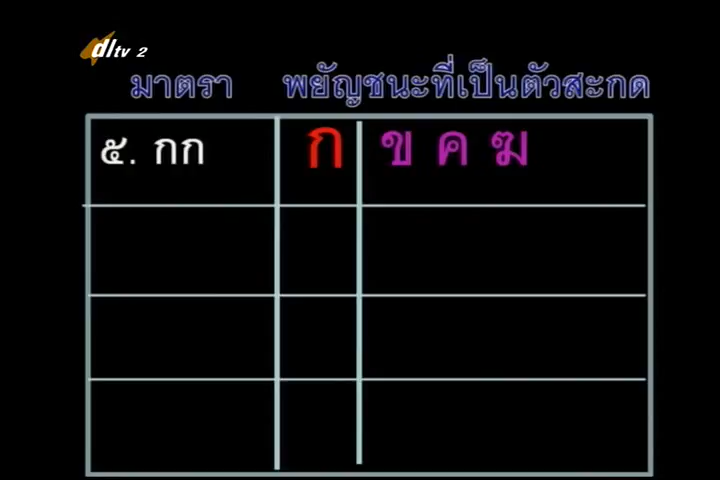 dltv 2
มาตรา พยัญชนะที่เป็นตัวสะกด
๕. กก ก ข ค ฆ